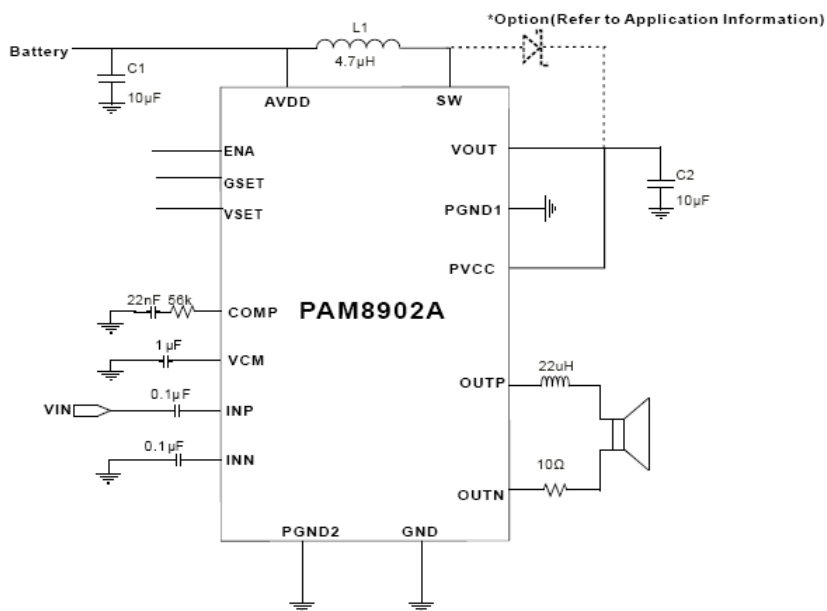 *Option(Refer to Application Information)
L1
Battery
4.7µH
C1
10µF
AVDD
SW
ENA
VOUT
GSET
C2
VSET
PGND1
10µF
PVCC
22nF 56k
COMP
PAM8902A
1µF
VCM
22uH
OUTP
0.1µF
VIN
INP
0.1µF
INN
10Ω
OUTN
PGND2
GND